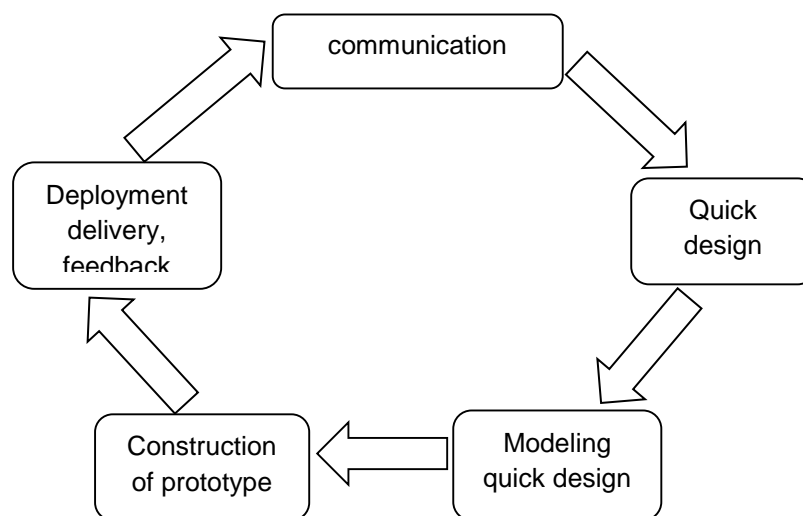 communication
Quick
design
Modeling
quick design
Construction
of prototype
Deployment
delivery,
feedback